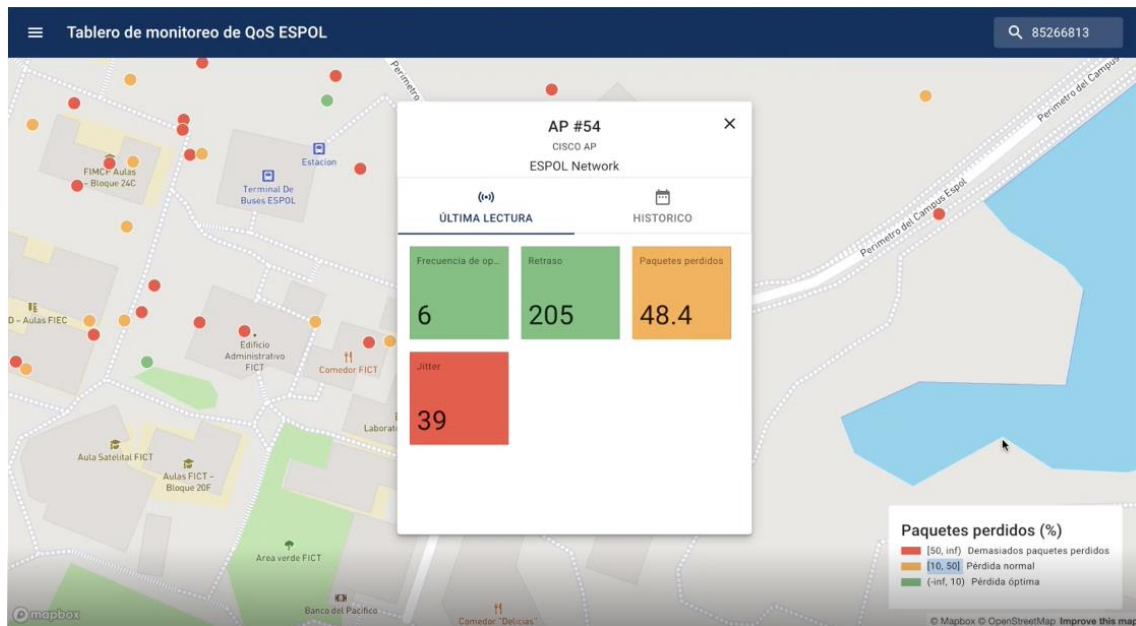 Tablero de monitoreo de QoS ESPOL
85266813
Perimetro
Perimetro del Campus
Perimetro del Campus Espol
Estacion
Terminal De
Buses ESPOL
FIMCP Aulas
– Bloque 24C
D – Aulas FIEC
Edificio
Administrativo
FICT
Comedor FICT
Laborat
Aula Satelital FICT
Aulas FICT –
Bloque 20F
Area verde FICT
Banco del Pacifico
Comedor "Delicias"
AP #54
CISCO AP
ESPOL Network
ÚLTIMA LECTURA
HISTORICO
Frecuencia de op...
6
Retraso
205
Paquetes perdidos
48.4
Jitter
39
Paquetes perdidos (%)
[50, inf) Demasiados paquetes perdidos
[10, 50] Pérdida normal
(-inf, 10) Pérdida óptima
mapbox
© Mapbox © OpenStreetMap Improve this map